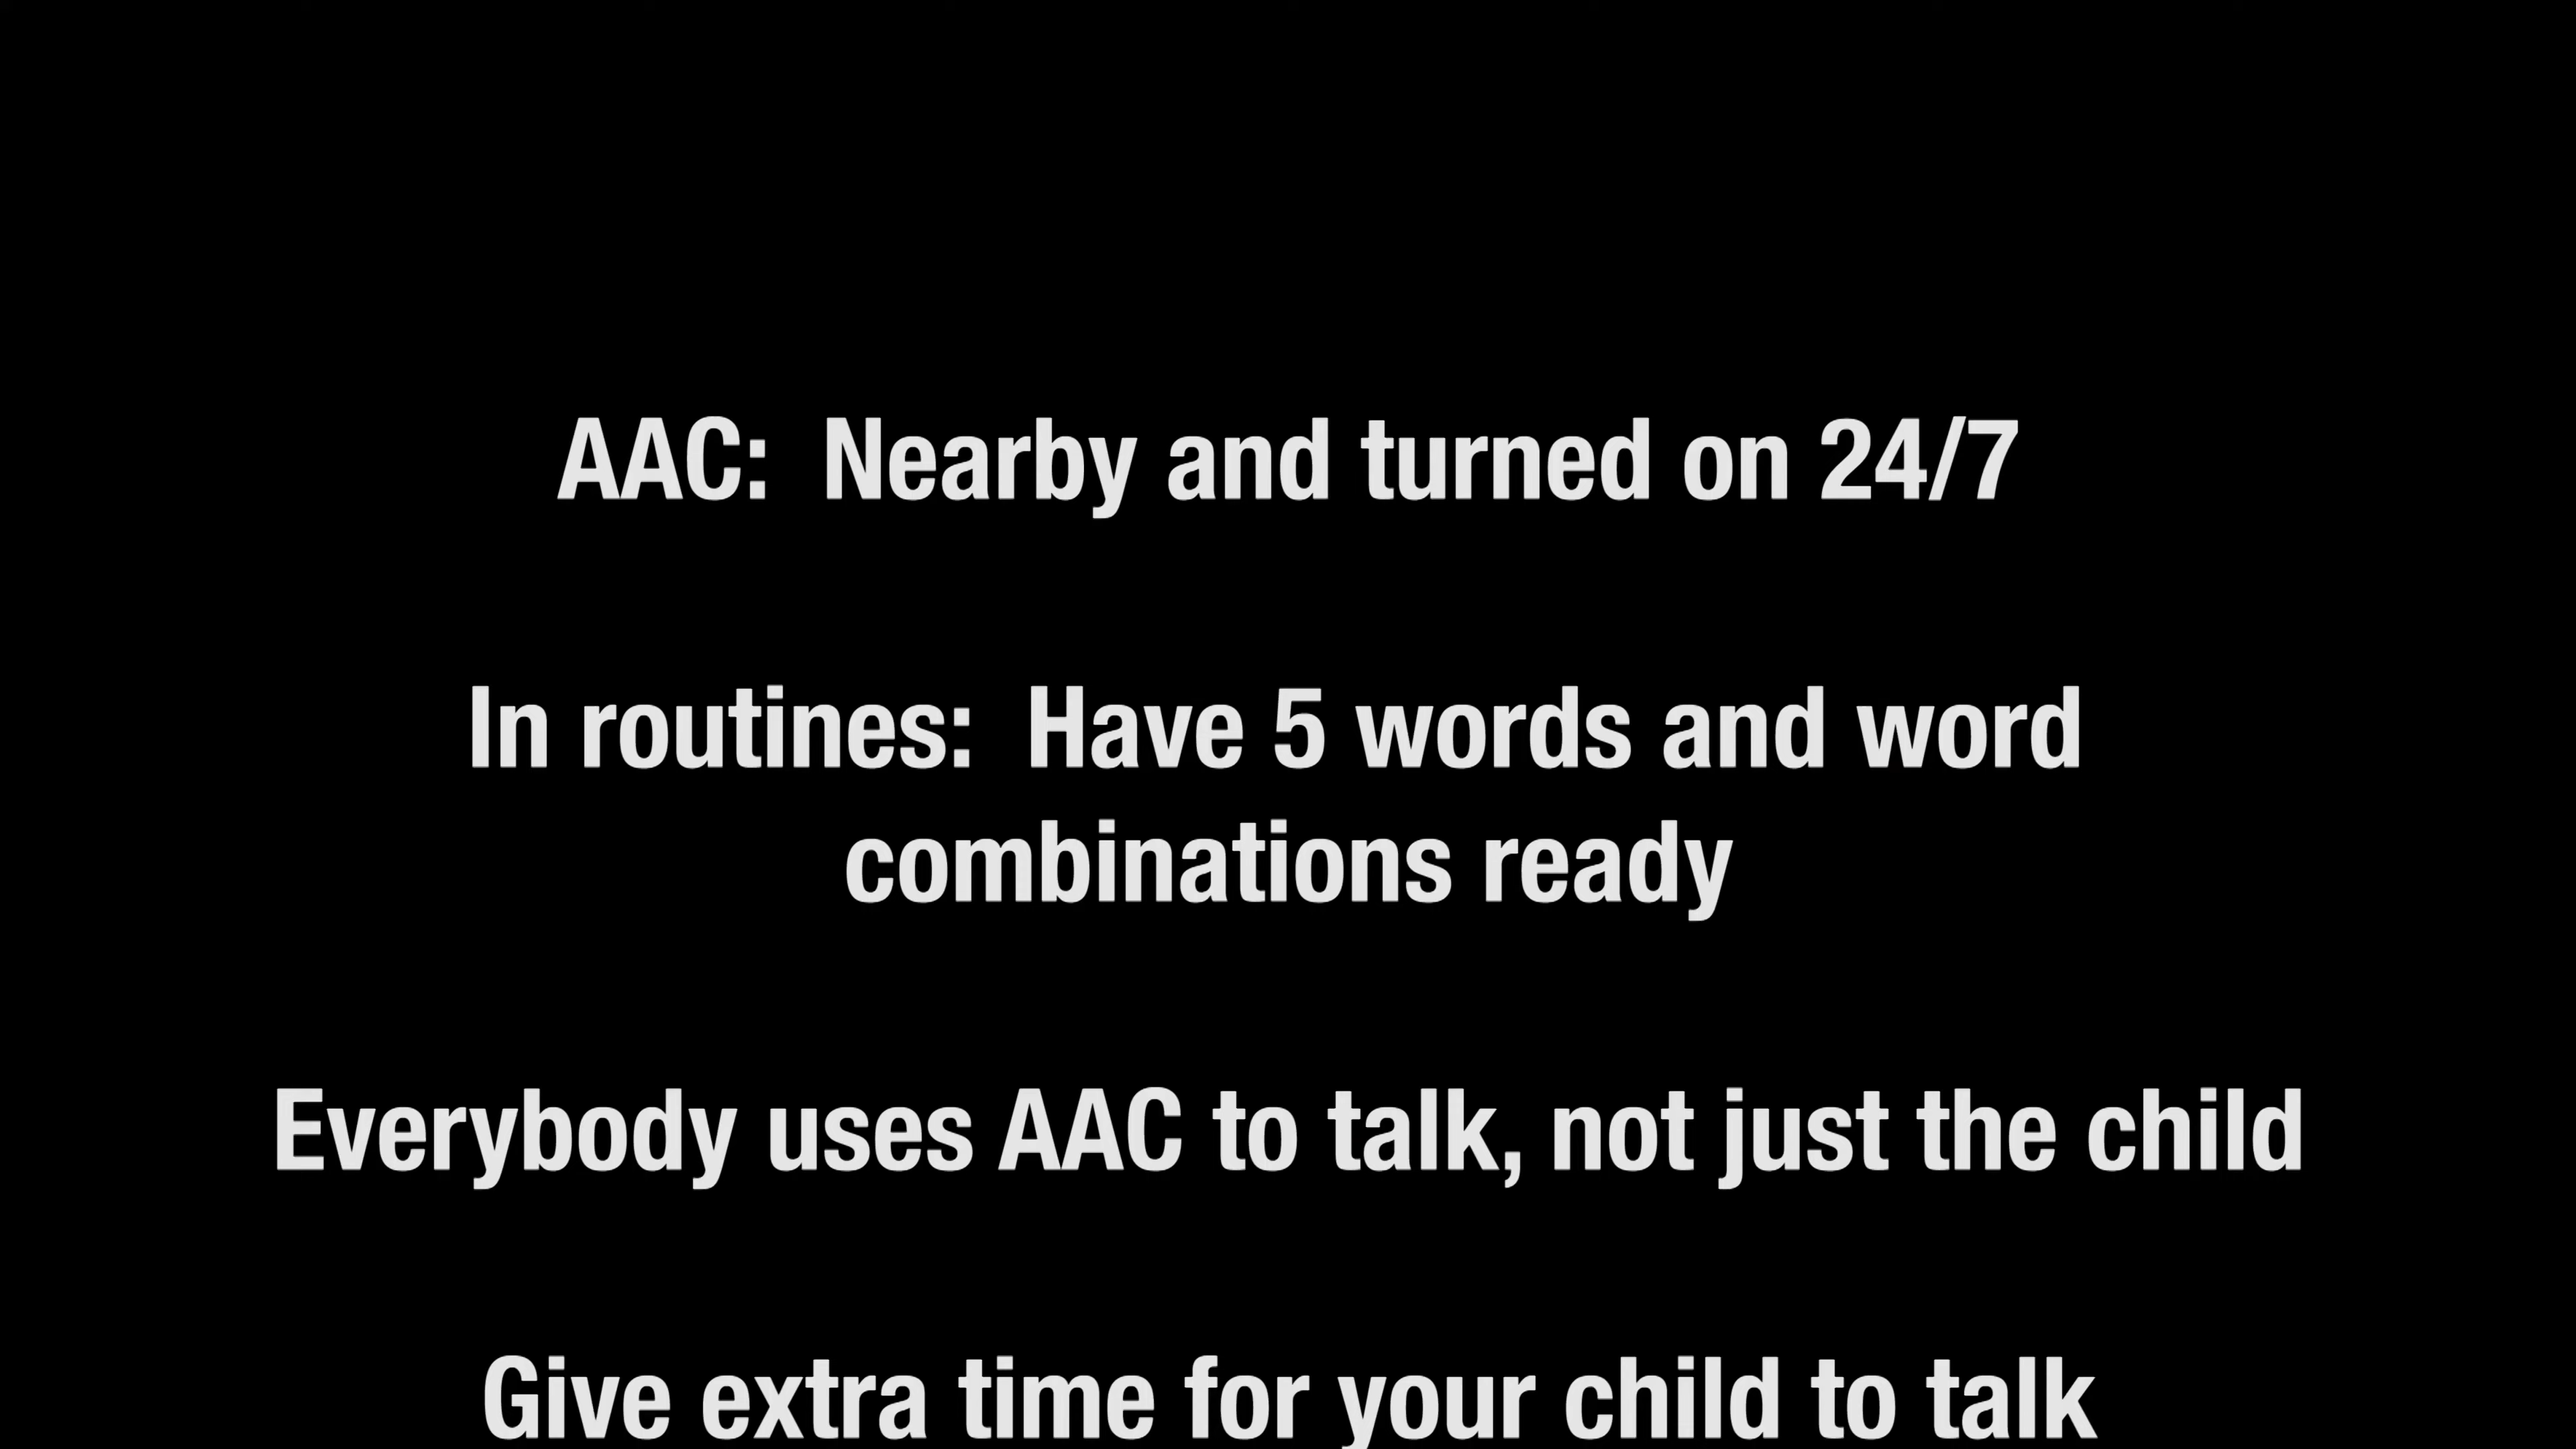 AAC:  Nearby and turned on 24/7
In routines:  Have 5 words and word
combinations ready
Everybody uses AAC to talk, not just the child
Give extra time for your child to talk